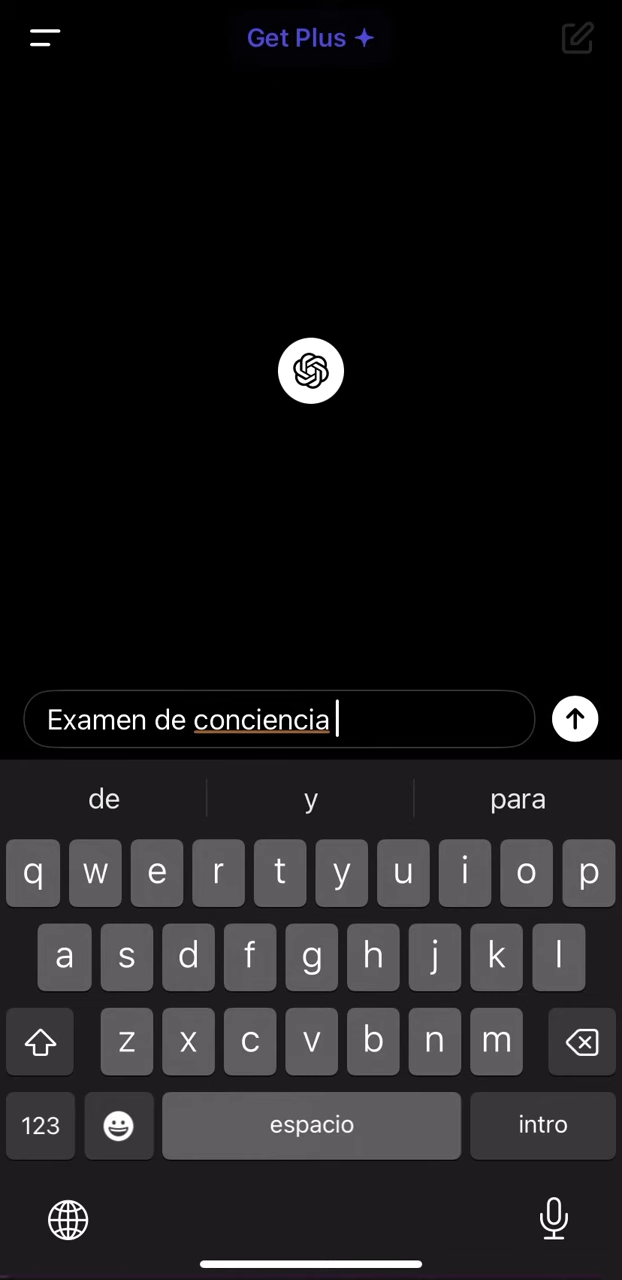 Get Plus
Examen de conciencia
de y para
q w e r t y u i o p
a s d f g h j k l
z x c v b n m
123 espacio intro